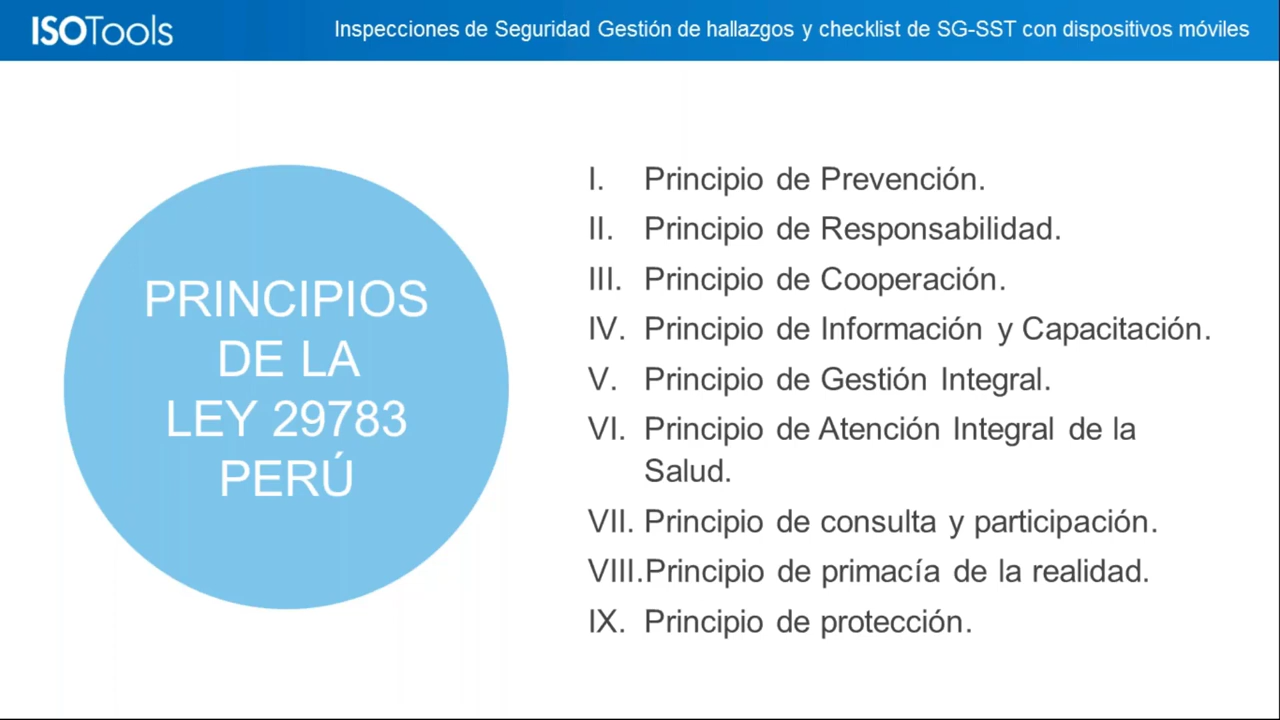 ISOTools
Inspecciones de Seguridad Gestión de hallazgos y checklist de SG-SST con dispositivos móviles
PRINCIPIOS
DE LA
LEY 29783
PERÚ
I. Principio de Prevención.
II. Principio de Responsabilidad.
III. Principio de Cooperación.
IV. Principio de Información y Capacitación.
V. Principio de Gestión Integral.
VI. Principio de Atención Integral de la
Salud.
VII. Principio de consulta y participación.
VIII.Principio de primacía de la realidad.
IX. Principio de protección.